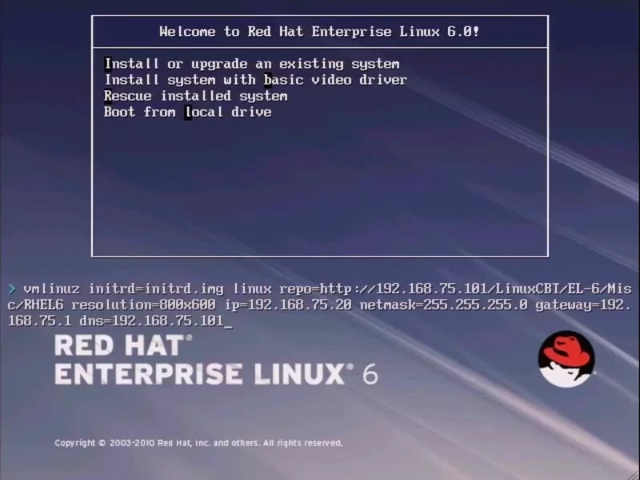 Welcome to Red Hat Enterprise Linux 6.0!
Install or upgrade an existing system
Install system with basic video driver
Rescue installed system
Boot from local drive
> vmlinuz initrd=initrd.img linux repo=http://192.168.75.101/LinuxCBT/EL-6/Mis
c/RHEL6 resolution=800x600 ip=192.168.75.20 netmask=255.255.255.0 gateway=192.
168.75.1 dns=192.168.75.101_
RED HAT®
ENTERPRISE LINUX® 6
Copyright © 2003-2010 Red Hat, Inc. and others. All rights reserved.